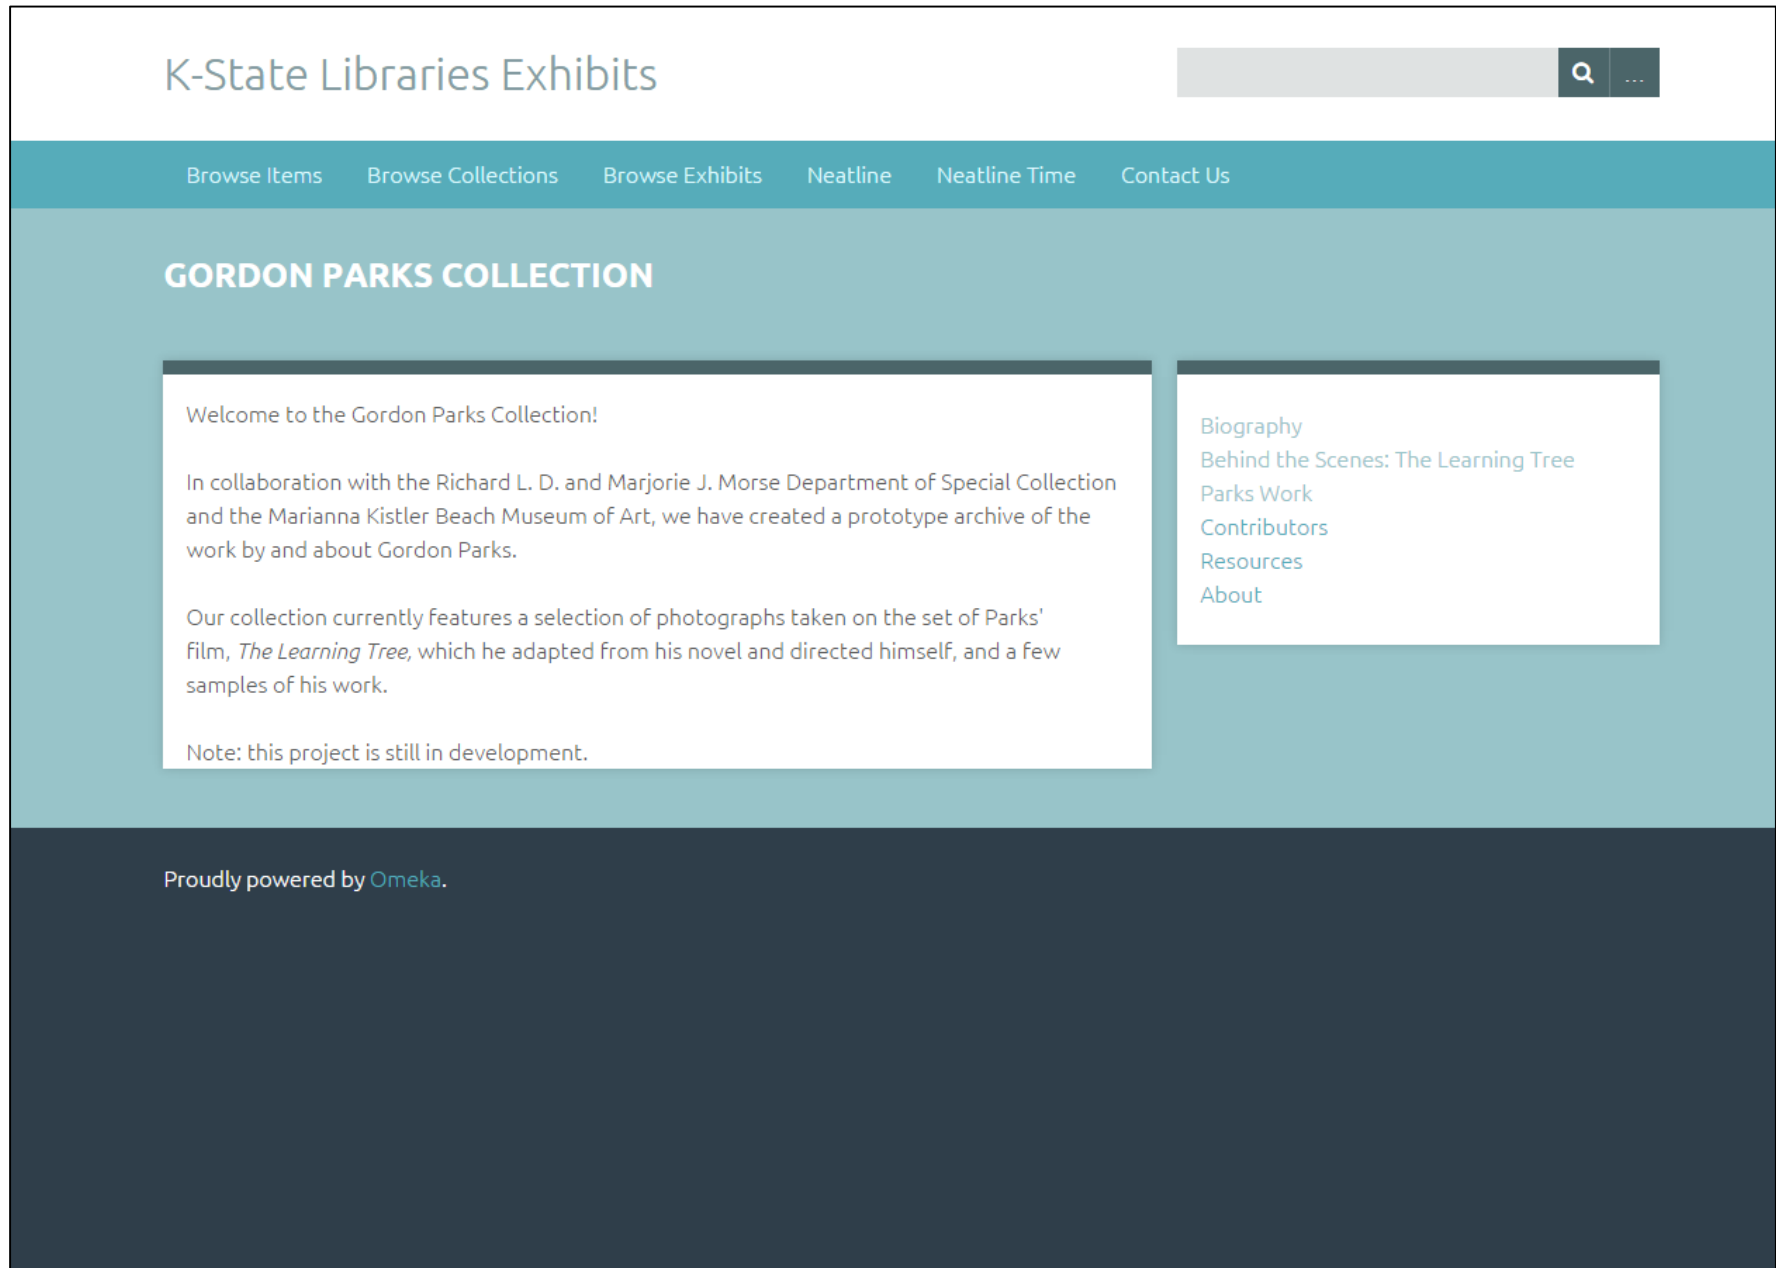 K-State Libraries Exhibits
...
Browse Items Browse Collections Browse Exhibits Neatline Neatline Time Contact Us
GORDON PARKS COLLECTION
Welcome to the Gordon Parks Collection!
In collaboration with the Richard L. D. and Marjorie J. Morse Department of Special Collection
and the Marianna Kistler Beach Museum of Art, we have created a prototype archive of the
work by and about Gordon Parks.
Our collection currently features a selection of photographs taken on the set of Parks'
film, The Learning Tree, which he adapted from his novel and directed himself, and a few
samples of his work.
Note: this project is still in development.
Biography
Behind the Scenes: The Learning Tree
Parks Work
Contributors
Resources
About
Proudly powered by Omeka.